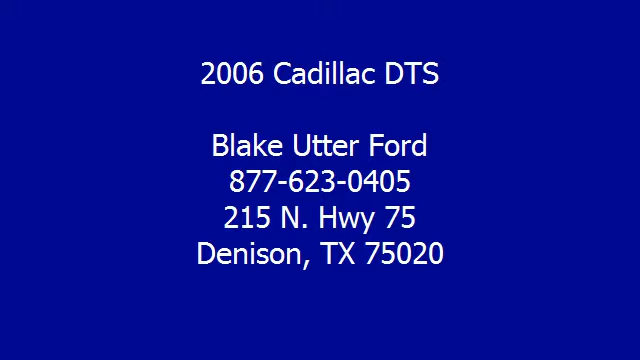 2006 Cadillac DTS
Blake Utter Ford
877-623-0405
215 N. Hwy 75
Denison, TX 75020